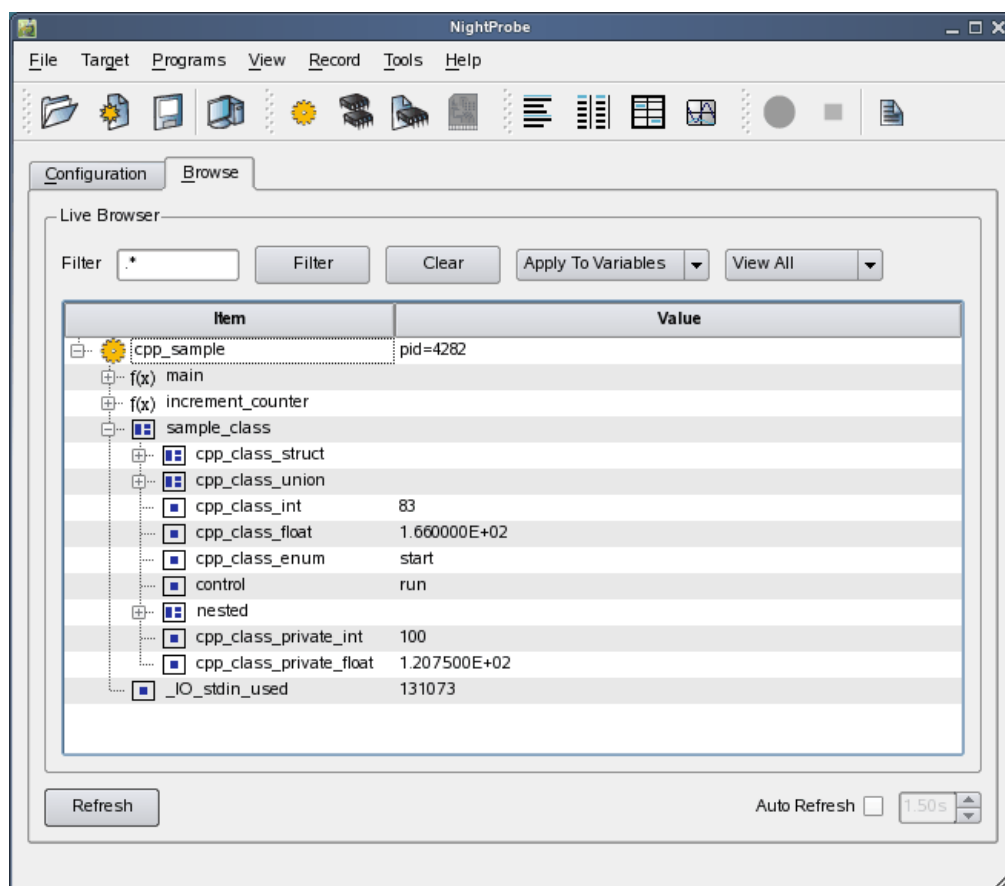 NightProbe
File Target Programs View Record Tools Help
Configuration Browse
Live Browser
Filter .* Filter Clear Apply To Variables View All
Item Value
cpp_sample pid=4282
f(x) main
f(x) increment_counter
sample_class
cpp_class_struct
cpp_class_union
cpp_class_int 83
cpp_class_float 1.660000E+02
cpp_class_enum start
control run
nested
cpp_class_private_int 100
cpp_class_private_float 1.207500E+02
_IO_stdin_used 131073
Refresh Auto Refresh 1.50s